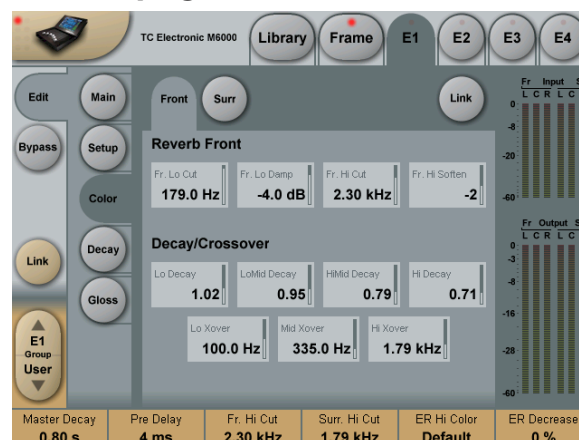 TC Electronic M6000
Library
Frame
E1
E2
E3
E4
Edit
Main
Front
Surr
Link
Bypass
Setup
Reverb Front
Fr. Lo Cut
179.0 Hz
Fr. Lo Damp
-4.0 dB
Fr. Hi Cut
2.30 kHz
Fr. Hi Soften
-2
Color
Decay/Crossover
Link
Decay
Lo Decay
1.02
LoMid Decay
0.95
HiMid Decay
0.79
Hi Decay
0.71
Gloss
Lo Xover
100.0 Hz
Mid Xover
335.0 Hz
Hi Xover
1.79 kHz
E1
Group
User
Fr Input S
L C R L C
0
-8
-20
-60
Fr Output S
L C R L C
0
-3
-8
-16
-28
-60
Master Decay
0.80 s
Pre Delay
4 ms
Fr. Hi Cut
2.30 kHz
Surr. Hi Cut
1.79 kHz
ER Hi Color
Default
ER Decrease
0 %